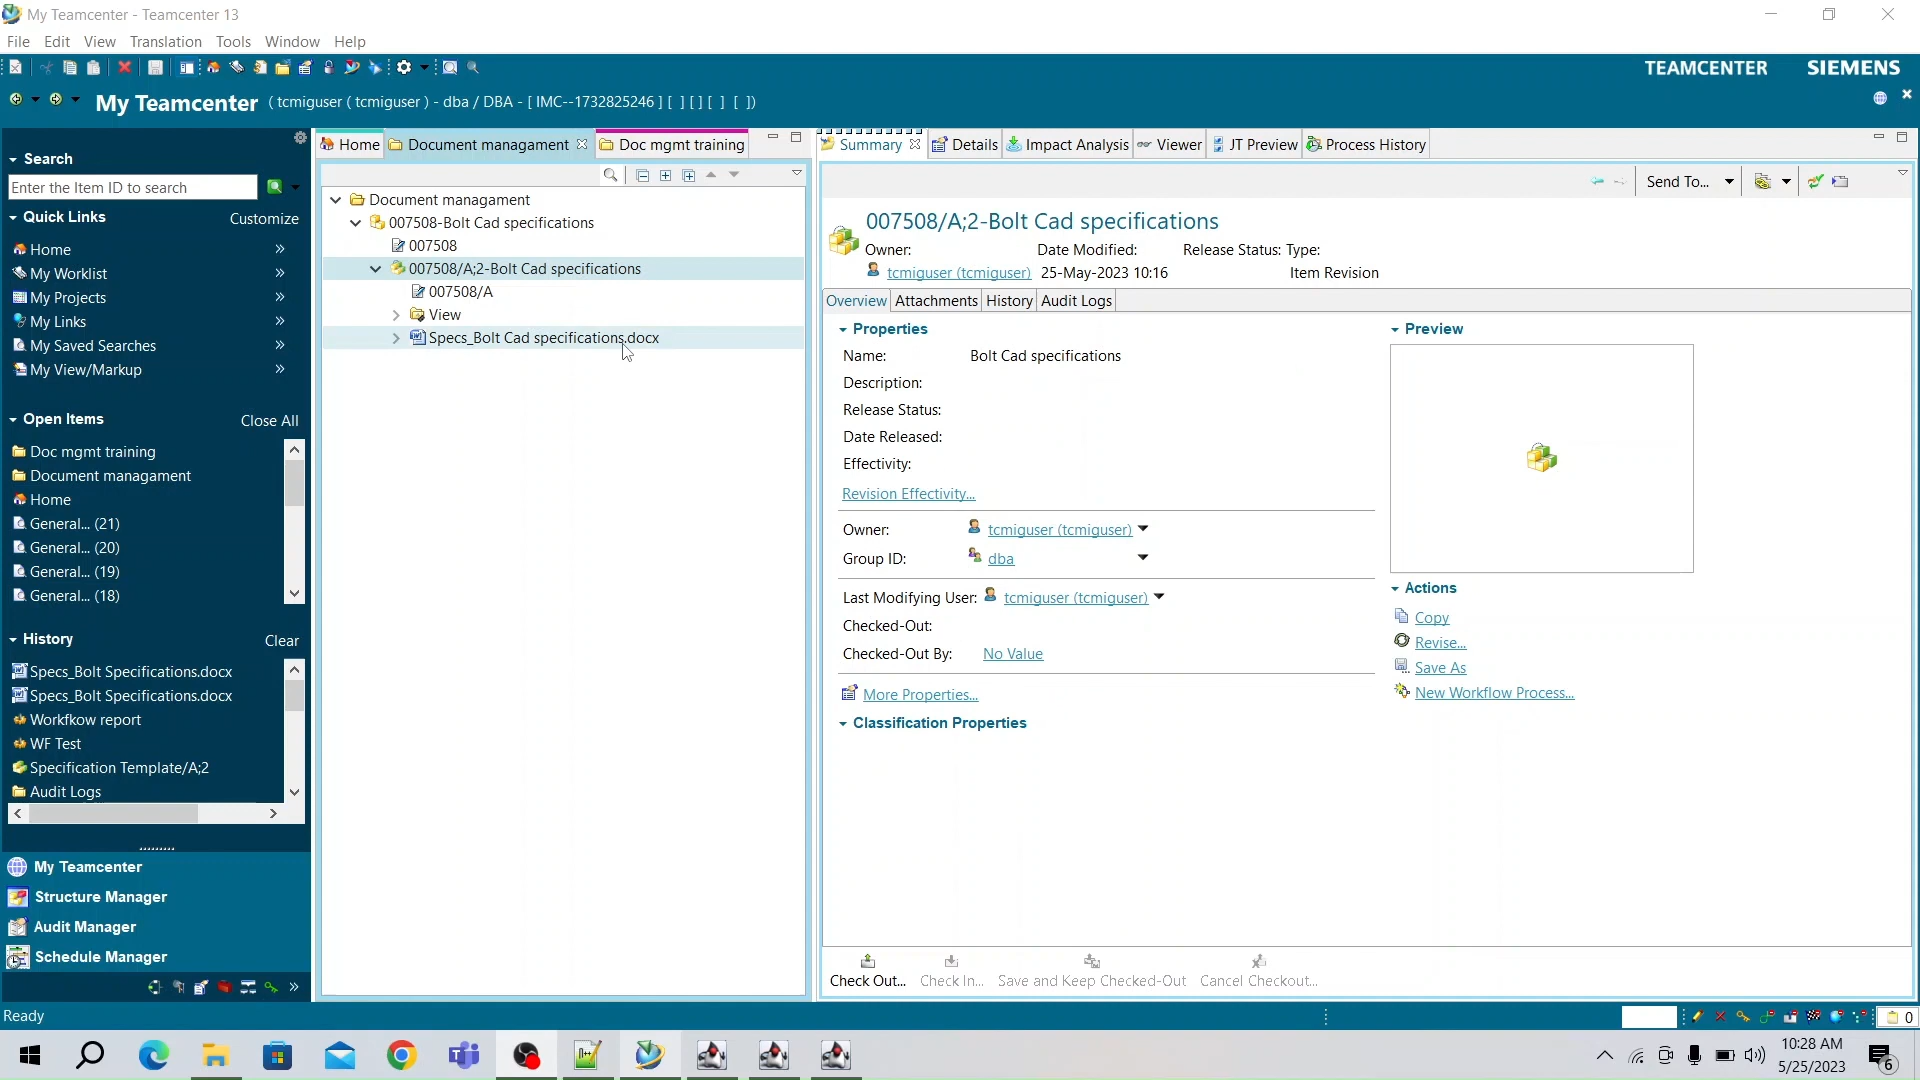 My Teamcenter - Teamcenter 13
File Edit View Translation Tools Window Help
TEAMCENTER SIEMENS
My Teamcenter ( tcmiguser ( tcmiguser ) - dba / DBA - [ IMC--1732825246 ] [ ] [ ] [ ] [ ])
Search
Enter the Item ID to search
Quick Links Customize
Home
My Worklist
My Projects
My Links
My Saved Searches
My View/Markup
Open Items Close All
Doc mgmt training
Document managament
Home
General... (21)
General... (20)
General... (19)
General... (18)
History Clear
Specs_Bolt Specifications.docx
Specs_Bolt Specifications.docx
Workfkow report
WF Test
Specification Template/A;2
Audit Logs
My Teamcenter
Structure Manager
Audit Manager
Schedule Manager
Home Document managament Doc mgmt training
Document managament
007508-Bolt Cad specifications
007508
007508/A;2-Bolt Cad specifications
007508/A
View
Specs_Bolt Cad specifications.docx
Summary Details Impact Analysis Viewer JT Preview Process History
Send To...
007508/A;2-Bolt Cad specifications
Owner: Date Modified: Release Status: Type:
tcmiguser (tcmiguser) 25-May-2023 10:16 Item Revision
Overview Attachments History Audit Logs
Properties
Name: Bolt Cad specifications
Description:
Release Status:
Date Released:
Effectivity:
Revision Effectivity...
Owner: tcmiguser (tcmiguser)
Group ID: dba
Last Modifying User: tcmiguser (tcmiguser)
Checked-Out:
Checked-Out By: No Value
More Properties...
Classification Properties
Preview
Actions
Copy
Revise...
Save As
New Workflow Process...
Check Out... Check In... Save and Keep Checked-Out Cancel Checkout...
Ready
0
10:28 AM
5/25/2023
6